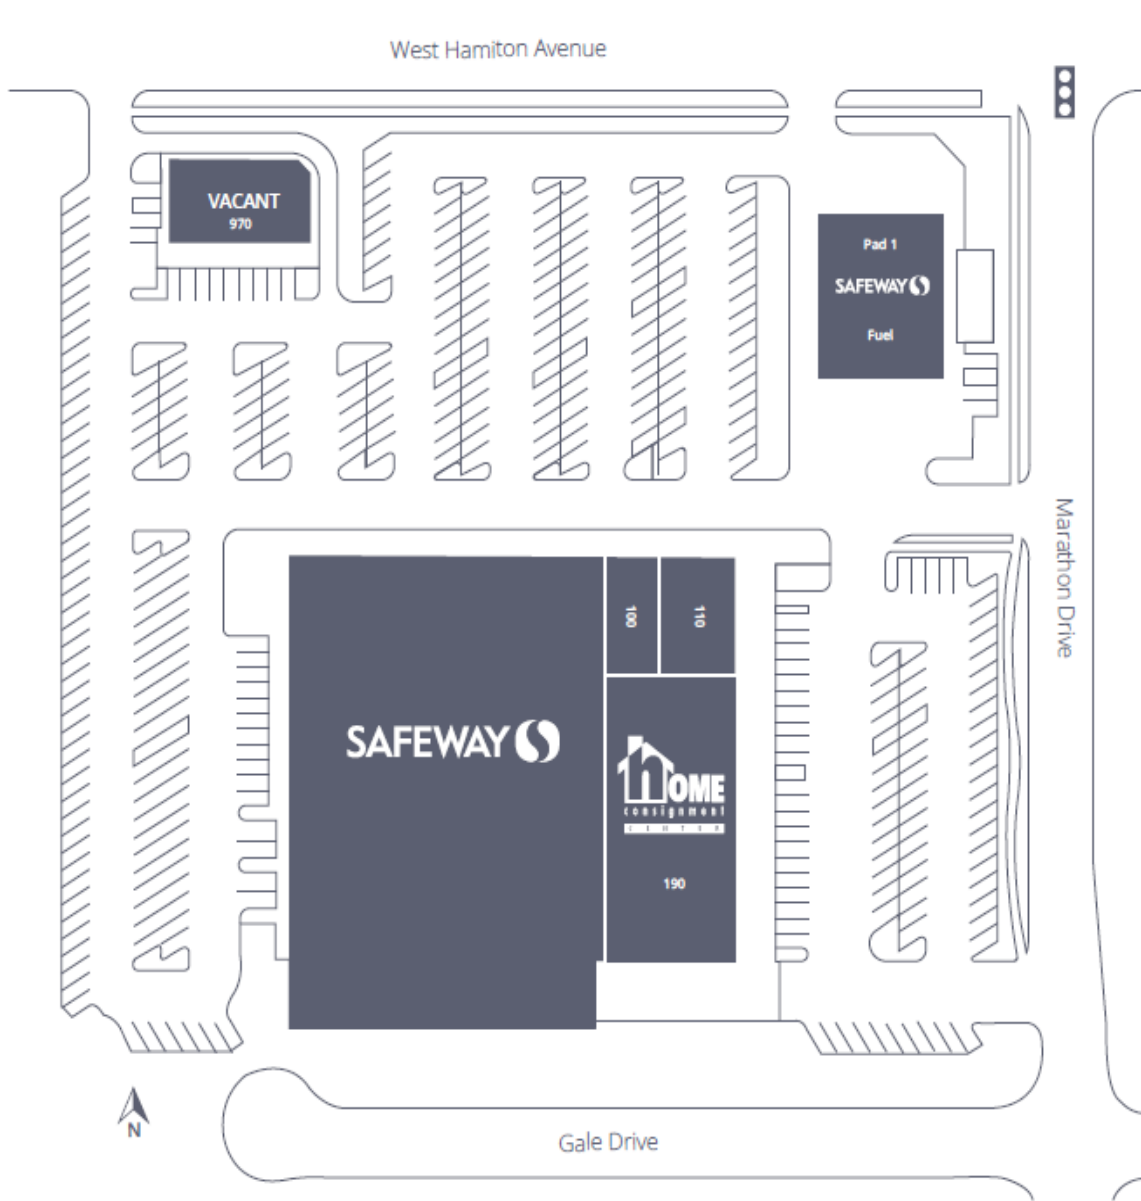 West Hamiton Avenue
VACANT
970
Pad 1
SAFEWAY
Fuel
Marathon Drive
100
110
SAFEWAY
HOME
consignment
CENTER
190
N
Gale Drive